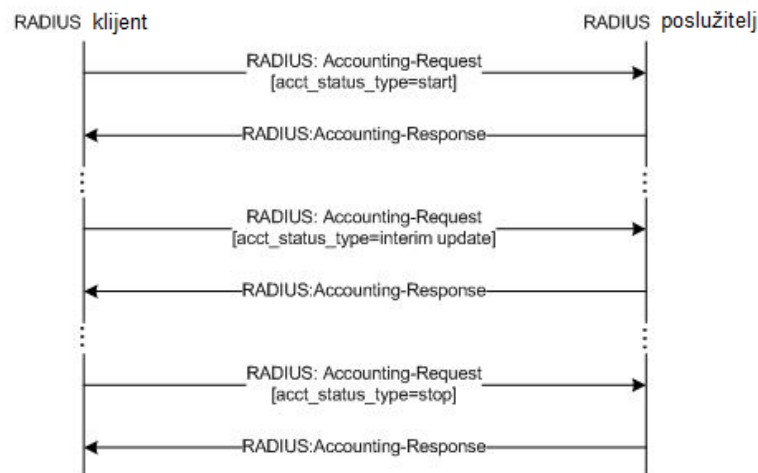 RADIUS klijent
RADIUS poslužitelj
RADIUS: Accounting-Request
[acct_status_type=start]
RADIUS:Accounting-Response
RADIUS: Accounting-Request
[acct_status_type=interim update]
RADIUS:Accounting-Response
RADIUS: Accounting-Request
[acct_status_type=stop]
RADIUS:Accounting-Response